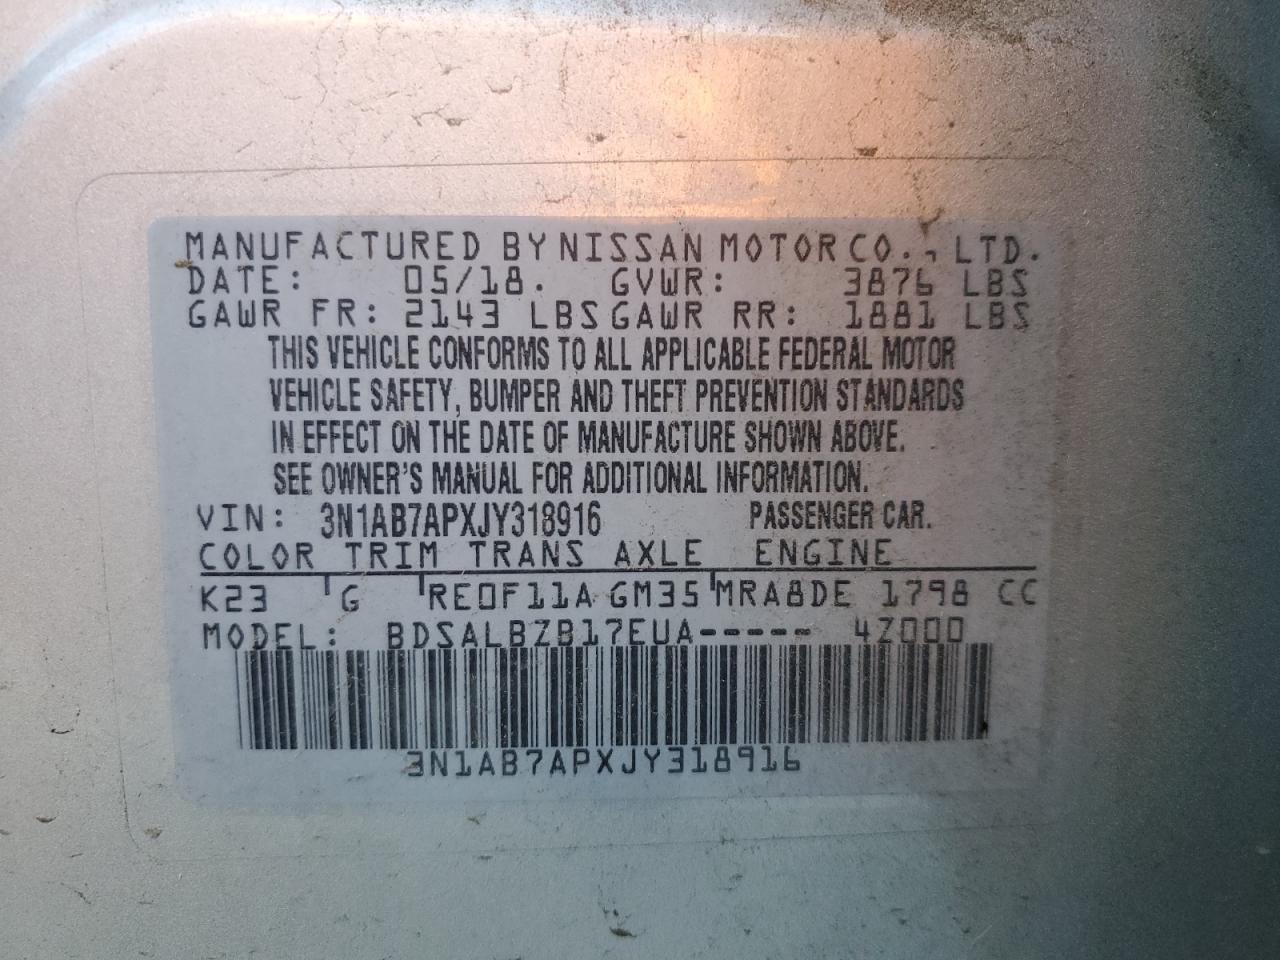 MANUFACTURED BY NISSAN MOTOR CO., LTD.
DATE: 05/18. GVWR: 3876 LBS
GAWR FR: 2143 LBS GAWR RR: 1881 LBS
THIS VEHICLE CONFORMS TO ALL APPLICABLE FEDERAL MOTOR
VEHICLE SAFETY, BUMPER AND THEFT PREVENTION STANDARDS
IN EFFECT ON THE DATE OF MANUFACTURE SHOWN ABOVE.
SEE OWNER'S MANUAL FOR ADDITIONAL INFORMATION.
VIN: 3N1AB7APXJY318916 PASSENGER CAR.
COLOR TRIM TRANS AXLE ENGINE
K23 G RE0F11A GM35 MRA8DE 1798 CC
MODEL: BDSALBZB17EUA----- 4Z000
3N1AB7APXJY318916